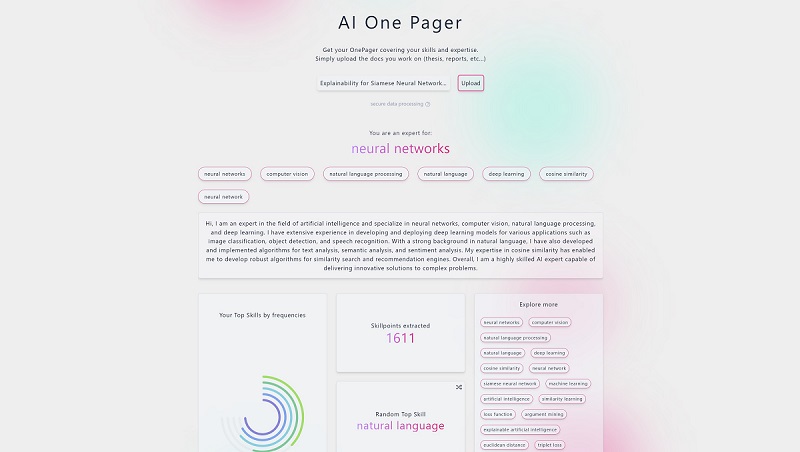 AI One Pager
Get your OnePager covering your skills and expertise.
Simply upload the docs you work on (thesis, reports, etc...)
Explainability for Siamese Neural Network...
Upload
secure data processing
You are an expert for:
neural networks
neural networks computer vision natural language processing natural language deep learning cosine similarity
neural network
Hi, I am an expert in the field of artificial intelligence and specialize in neural networks, computer vision, natural language processing,
and deep learning. I have extensive experience in developing and deploying deep learning models for various applications such as
image classification, object detection, and speech recognition. With a strong background in natural language, I have also developed
and implemented algorithms for text analysis, semantic analysis, and sentiment analysis. My expertise in cosine similarity has enabled
me to develop robust algorithms for similarity search and recommendation engines. Overall, I am a highly skilled AI expert capable of
delivering innovative solutions to complex problems.
Your Top Skills by frequencies
Skillpoints extracted
1611
Random Top Skill
natural language
Explore more
neural networks computer vision
natural language processing
natural language deep learning
cosine similarity neural network
siamese neural network machine learning
artificial intelligence similarity learning
loss function argument mining
explainable artificial intelligence
euclidean distance triplet loss